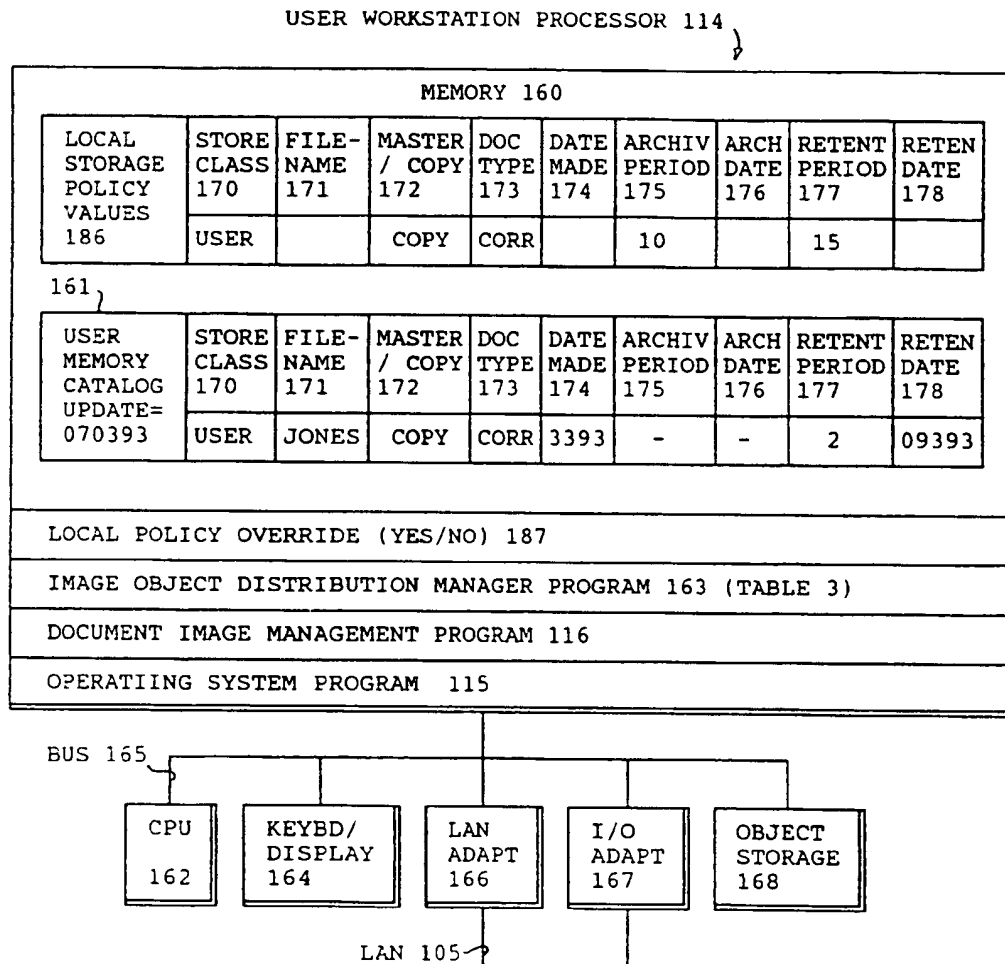 USER WORKSTATION PROCESSOR 114
MEMORY 160
LOCAL STORAGE POLICY VALUES 186
STORE CLASS 170
FILE-NAME 171
MASTER / COPY 172
DOC TYPE 173
DATE MADE 174
ARCHIV PERIOD 175
ARCH DATE 176
RETENT PERIOD 177
RETEN DATE 178
USER COPY CORR 10 15
161
USER MEMORY CATALOG UPDATE= 070393
STORE CLASS 170
FILE-NAME 171
MASTER / COPY 172
DOC TYPE 173
DATE MADE 174
ARCHIV PERIOD 175
ARCH DATE 176
RETENT PERIOD 177
RETEN DATE 178
USER JONES COPY CORR 3393 - - 2 09393
LOCAL POLICY OVERRIDE (YES/NO) 187
IMAGE OBJECT DISTRIBUTION MANAGER PROGRAM 163 (TABLE 3)
DOCUMENT IMAGE MANAGEMENT PROGRAM 116
OPERATIING SYSTEM PROGRAM 115
BUS 165
CPU 162
KEYBD/ DISPLAY 164
LAN ADAPT 166
I/O ADAPT 167
OBJECT STORAGE 168
LAN 105